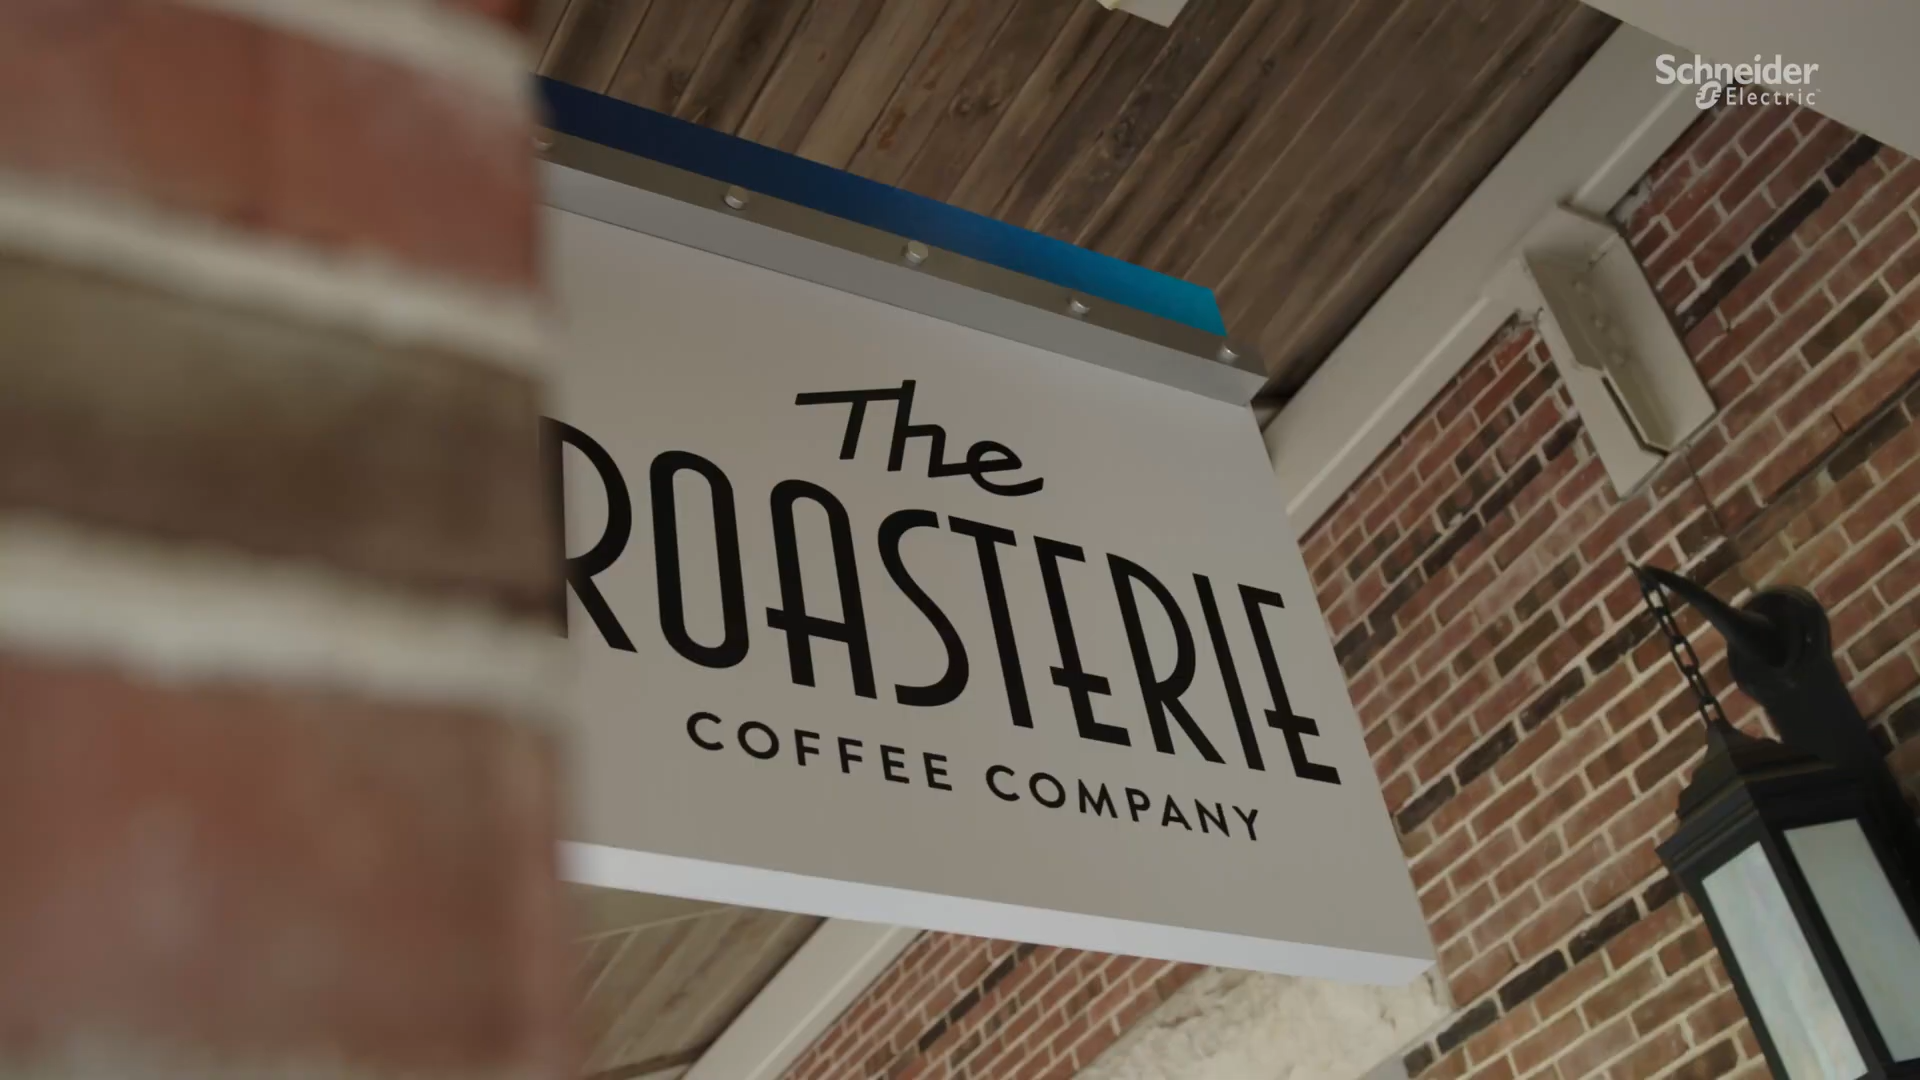 Schneider
Electric
The
ROASTERIE
COFFEE COMPANY